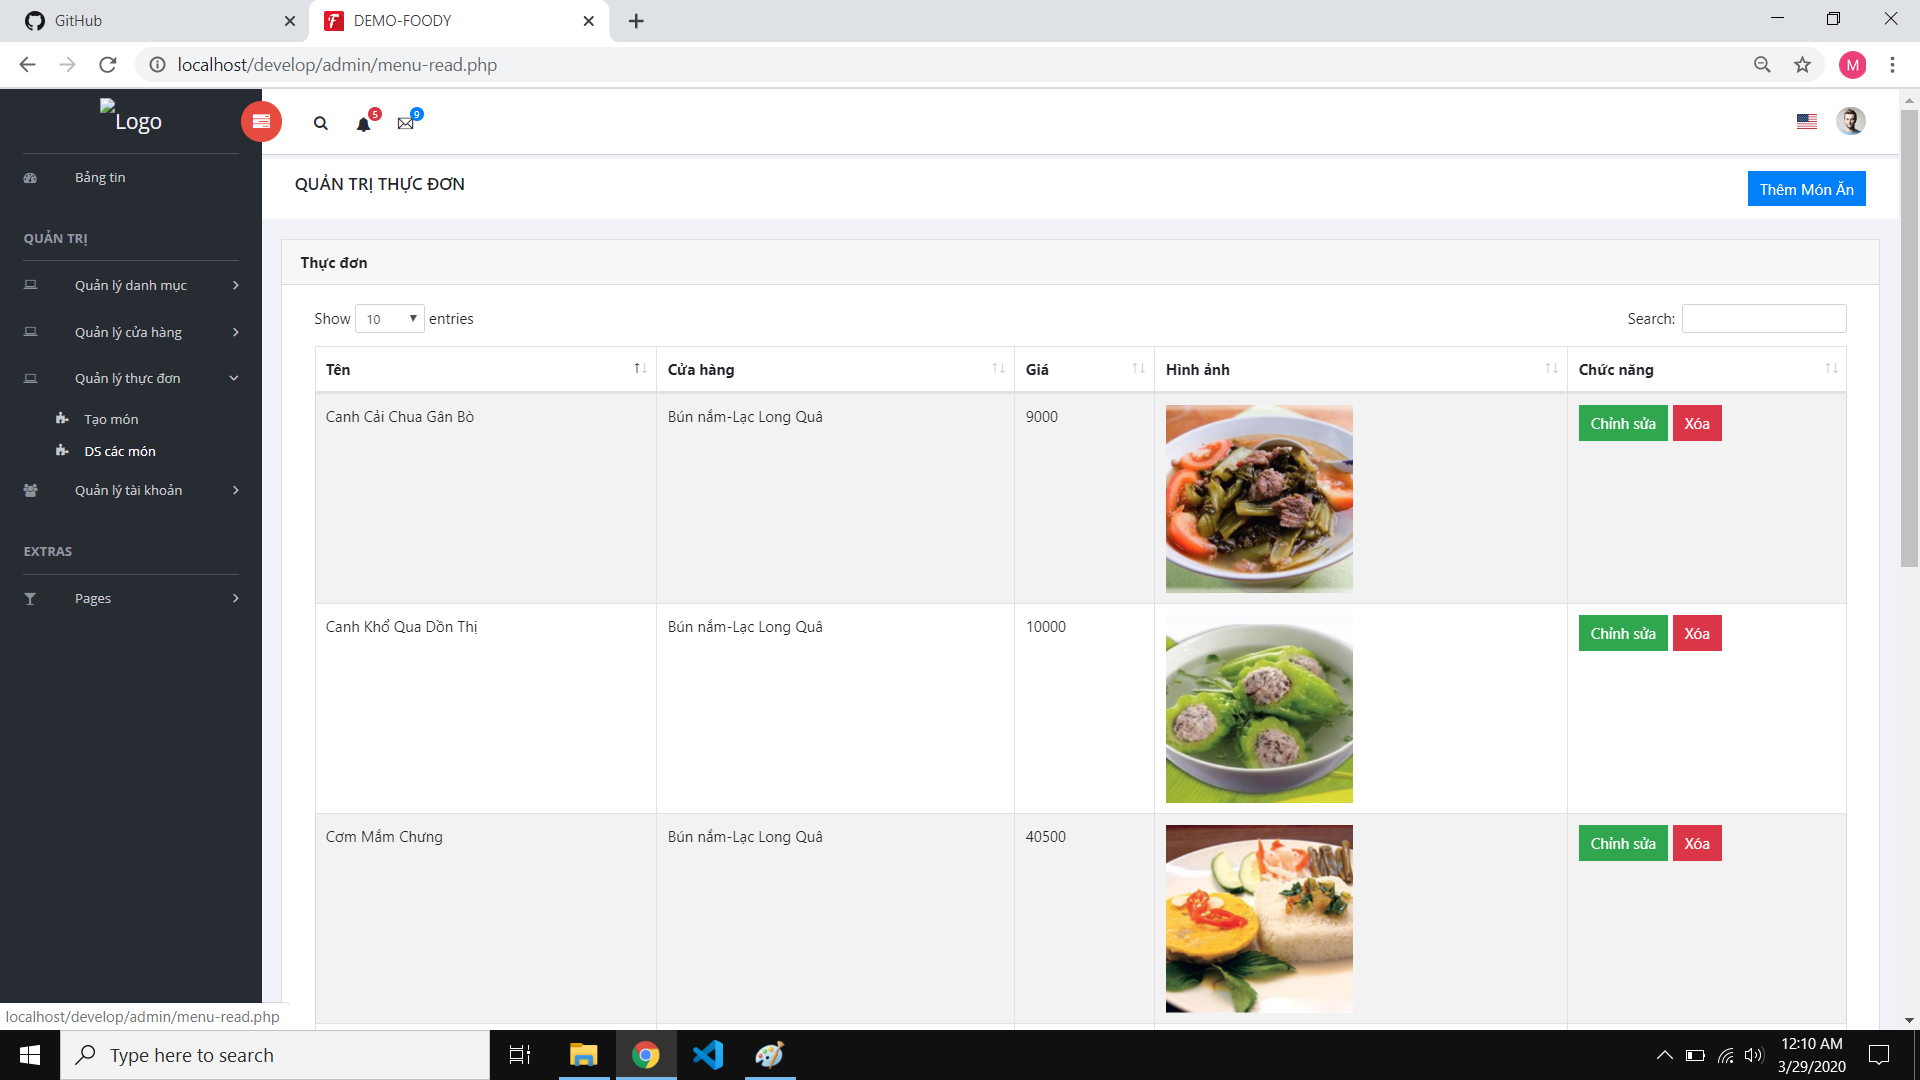 GitHub
DEMO-FOODY
localhost/develop/admin/menu-read.php
M
Logo
5
9
Bảng tin
QUẢN TRỊ
Quản lý danh mục
Quản lý cửa hàng
Quản lý thực đơn
Tạo món
DS các món
Quản lý tài khoản
EXTRAS
Pages
QUẢN TRỊ THỰC ĐƠN
Thêm Món Ăn
Thực đơn
Show 10 entries
Search:
Tên Cửa hàng Giá Hình ảnh Chức năng
Canh Cải Chua Gân Bò Bún nắm-Lạc Long Quâ 9000 Chỉnh sửa Xóa
Canh Khổ Qua Dồn Thị Bún nắm-Lạc Long Quâ 10000 Chỉnh sửa Xóa
Cơm Mắm Chưng Bún nắm-Lạc Long Quâ 40500 Chỉnh sửa Xóa
localhost/develop/admin/menu-read.php
Type here to search
12:10 AM
3/29/2020